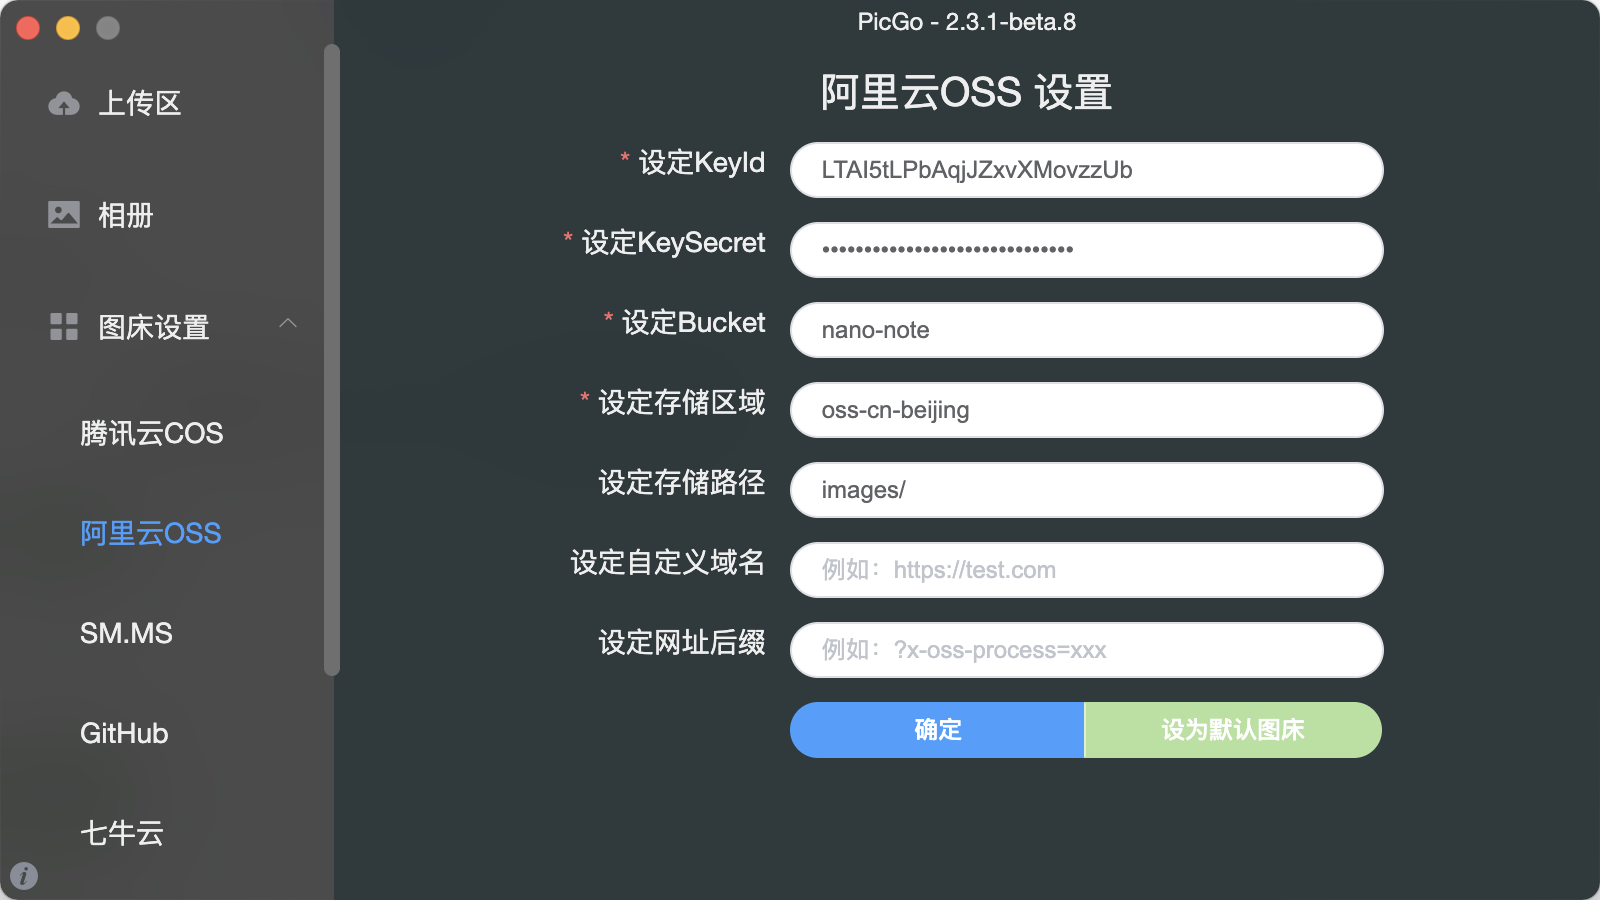 PicGo - 2.3.1-beta.8
上传区
相册
图床设置
腾讯云COS
阿里云OSS
SM.MS
GitHub
七牛云
阿里云OSS 设置
* 设定KeyId
LTAI5tLPbAqjJZxvXMovzzUb
* 设定KeySecret
••••••••••••••••••••••••••••••
* 设定Bucket
nano-note
* 设定存储区域
oss-cn-beijing
设定存储路径
images/
设定自定义域名
例如：https://test.com
设定网址后缀
例如：?x-oss-process=xxx
确定
设为默认图床